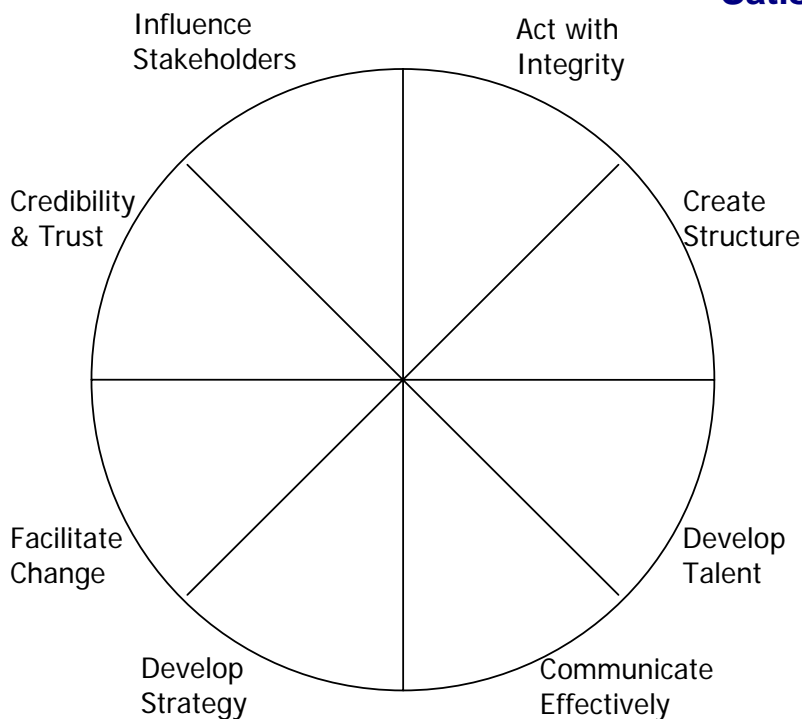 Influence
Stakeholders
Act with
Integrity
Credibility
& Trust
Create
Structure
Facilitate
Change
Develop
Talent
Develop
Strategy
Communicate
Effectively